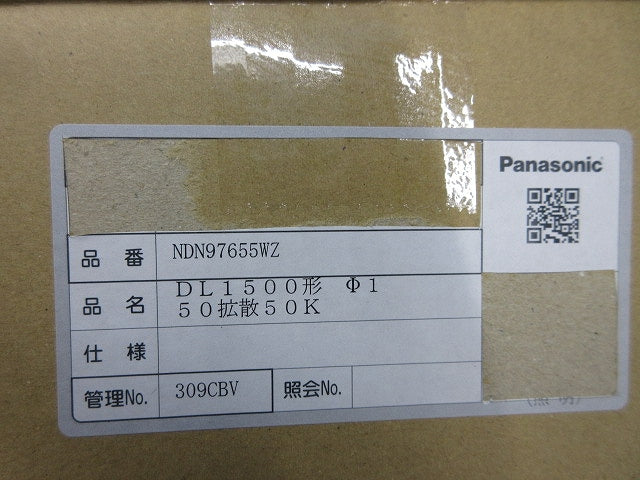 Panasonic
品 番 NDN97655WZ
品 名 DL1500形 Φ1
50拡散50K
仕 様
管理No. 309CBV 照会No.